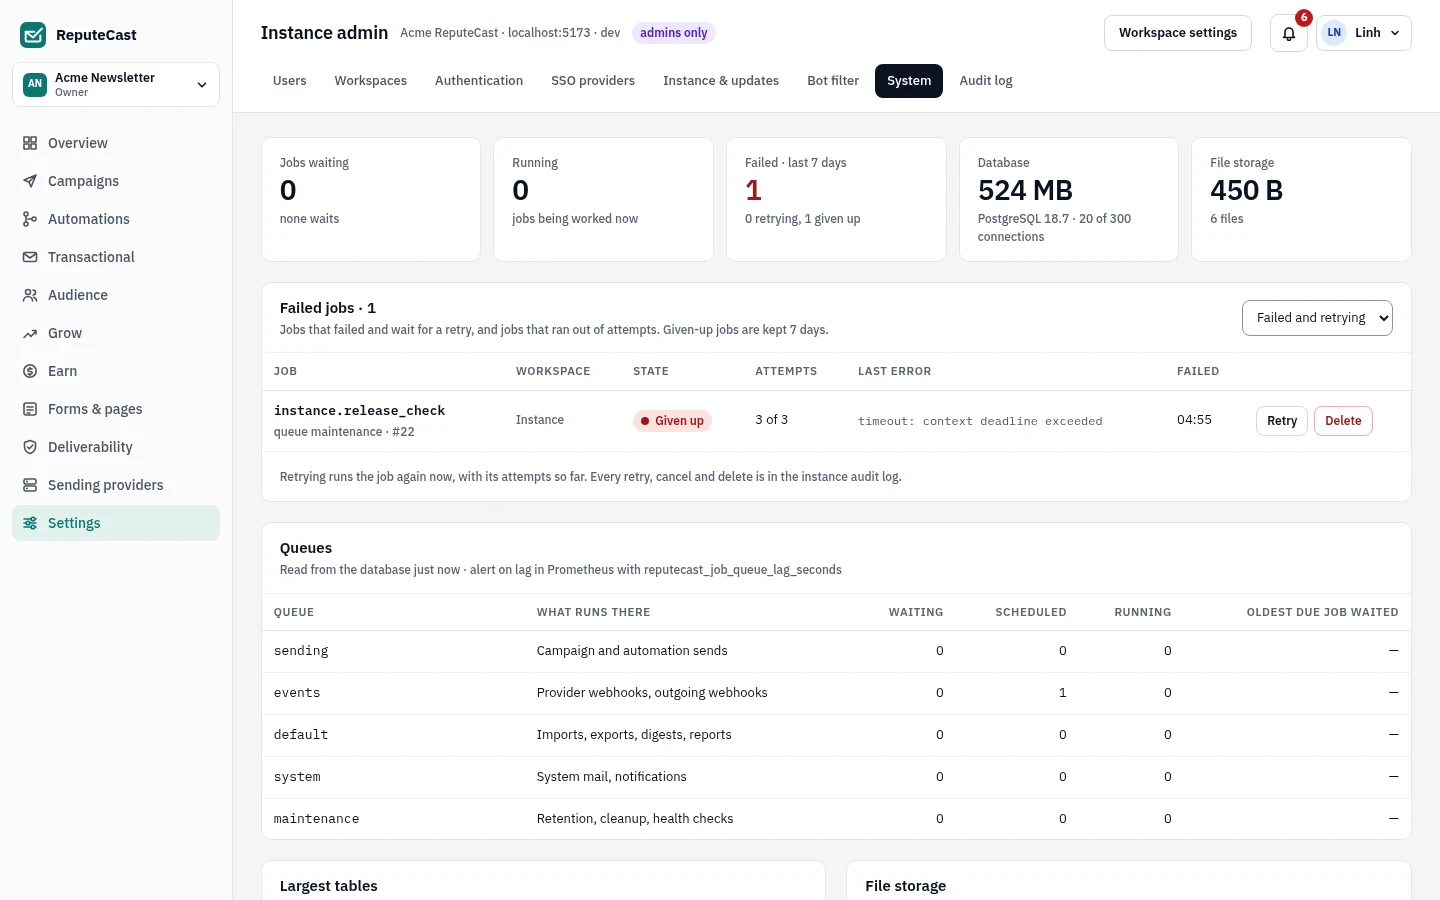 ReputeCast
AN
Acme Newsletter
Owner
Overview
Campaigns
Automations
Transactional
Audience
Grow
Earn
Forms & pages
Deliverability
Sending providers
Settings
Instance admin
Acme ReputeCast · localhost:5173 · dev
admins only
Workspace settings
6
LN
Linh
Users
Workspaces
Authentication
SSO providers
Instance & updates
Bot filter
System
Audit log
Jobs waiting
0
none waits
Running
0
jobs being worked now
Failed · last 7 days
1
0 retrying, 1 given up
Database
524 MB
PostgreSQL 18.7 · 20 of 300
connections
File storage
450 B
6 files
Failed jobs · 1
Jobs that failed and wait for a retry, and jobs that ran out of attempts. Given-up jobs are kept 7 days.
Failed and retrying
JOB WORKSPACE STATE ATTEMPTS LAST ERROR FAILED
instance.release_check
queue maintenance · #22
Instance
Given up
3 of 3
timeout: context deadline exceeded
04:55
Retry
Delete
Retrying runs the job again now, with its attempts so far. Every retry, cancel and delete is in the instance audit log.
Queues
Read from the database just now · alert on lag in Prometheus with reputecast_job_queue_lag_seconds
QUEUE WHAT RUNS THERE WAITING SCHEDULED RUNNING OLDEST DUE JOB WAITED
sending Campaign and automation sends 0 0 0 —
events Provider webhooks, outgoing webhooks 0 1 0 —
default Imports, exports, digests, reports 0 0 0 —
system System mail, notifications 0 0 0 —
maintenance Retention, cleanup, health checks 0 0 0 —
Largest tables
File storage